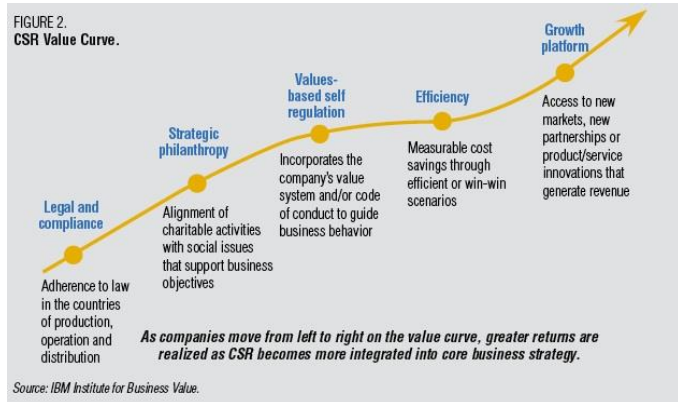 FIGURE 2.
CSR Value Curve.
Legal and
compliance
Adherence to law
in the countries
of production,
operation and
distribution
Strategic
philanthropy
Alignment of
charitable activities
with social issues
that support business
objectives
Values-
based self
regulation
Incorporates the
company's value
system and/or code
of conduct to guide
business behavior
Efficiency
Measurable cost
savings through
efficient or win-win
scenarios
Growth
platform
Access to new
markets, new
partnerships or
product/service
innovations that
generate revenue
As companies move from left to right on the value curve, greater returns are
realized as CSR becomes more integrated into core business strategy.
Source: IBM Institute for Business Value.